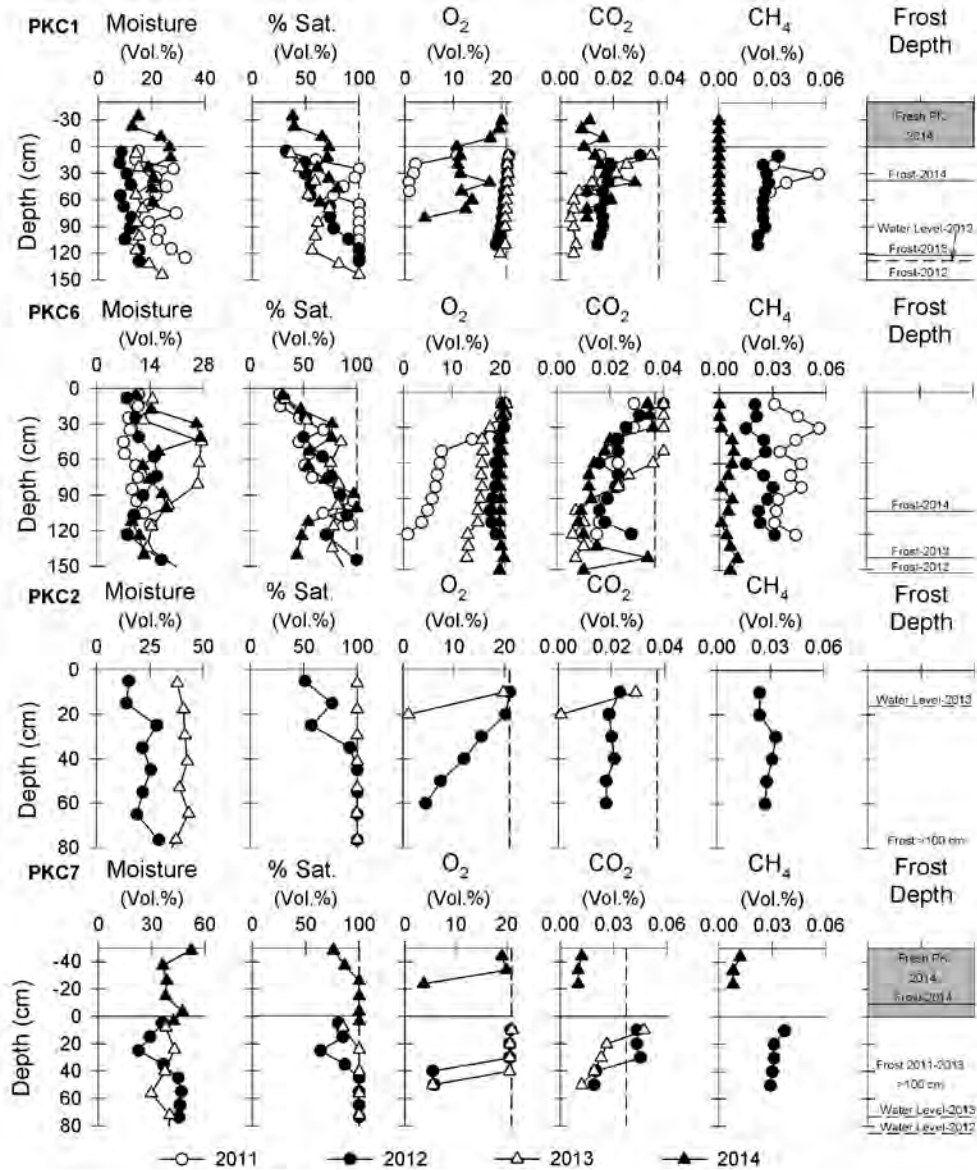 PKC1 Moisture % Sat. O2 CO2 CH4 Frost Depth
(Vol.%) (Vol.%) (Vol.%) (Vol.%)
0 20 40 0 50 100 0 10 20 0.00 0.02 0.04 0.00 0.03 0.06
Depth (cm)
-30
0
30
60
90
120
150
Fresh PK
2014
Frost-2014
Water Level-2012
Frost-2013
Frost-2012
PKC6 Moisture % Sat. O2 CO2 CH4 Frost Depth
(Vol.%) (Vol.%) (Vol.%) (Vol.%)
0 14 28 0 50 100 0 10 20 0.00 0.02 0.04 0.00 0.03 0.06
Depth (cm)
0
30
60
90
120
150
Frost-2014
Frost-2013
Frost-2012
PKC2 Moisture % Sat. O2 CO2 CH4 Frost Depth
(Vol.%) (Vol.%) (Vol.%) (Vol.%)
0 25 50 0 50 100 0 10 20 0.00 0.02 0.04 0.00 0.03 0.06
Depth (cm)
0
20
40
60
80
Water Level-2013
Frost >100 cm
PKC7 Moisture % Sat. O2 CO2 CH4 Frost Depth
(Vol.%) (Vol.%) (Vol.%) (Vol.%)
0 30 60 0 50 100 0 10 20 0.00 0.02 0.04 0.06 0.00 0.03 0.06
Depth (cm)
-40
-20
0
20
40
60
80
Fresh PK
2014
Frost-2014
Frost 2011-2013
>100 cm
Water Level-2013
Water Level-2012
2011 2012 2013 2014